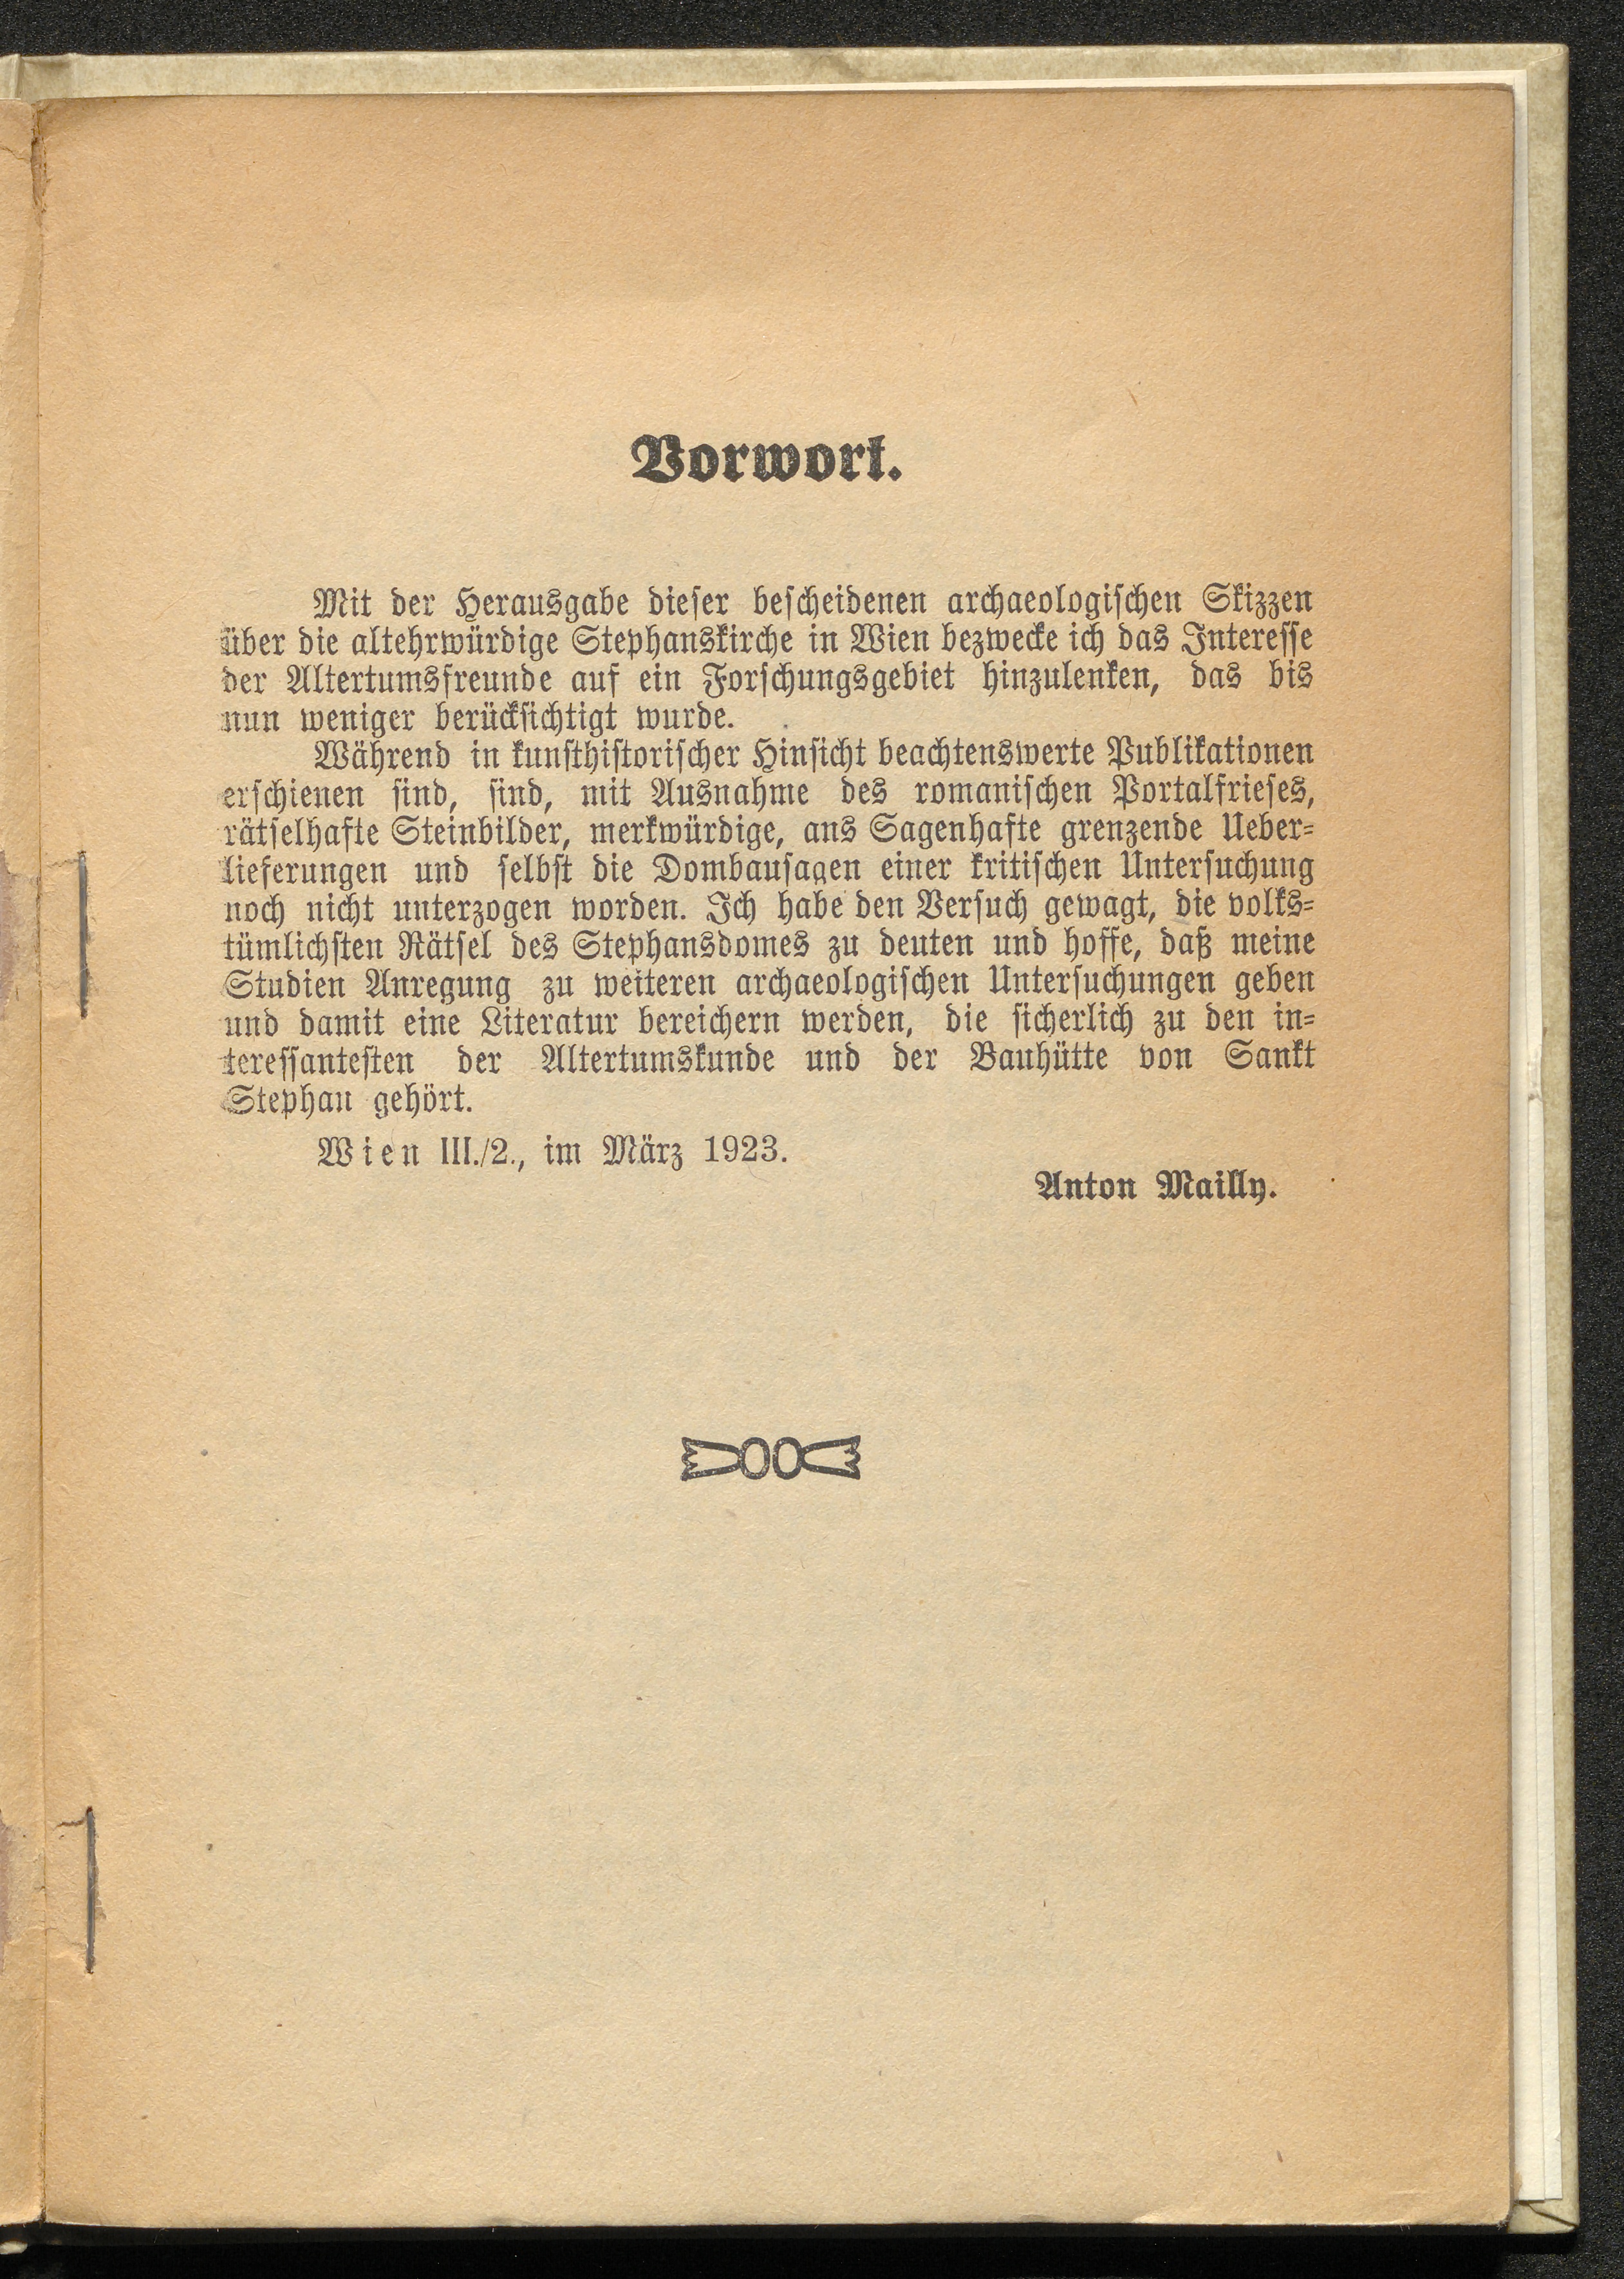 Vorwort.
Mit der Herausgabe dieser bescheidenen archaeologischen Skizzen
über die altehrwürdige Stephanskirche in Wien bezwecke ich das Interesse
der Altertumsfreunde auf ein Forschungsgebiet hinzulenken, das bis
nun weniger berücksichtigt wurde.
Während in kunsthistorischer Hinsicht beachtenswerte Publikationen
erschienen sind, sind, mit Ausnahme des romanischen Portalfrieses,
rätselhafte Steinbilder, merkwürdige, ans Sagenhafte grenzende Ueber-
lieferungen und selbst die Dombausagen einer kritischen Untersuchung
noch nicht unterzogen worden. Ich habe den Versuch gewagt, die volks-
tümlichsten Rätsel des Stephansdomes zu deuten und hoffe, daß meine
Studien Anregung zu weiteren archaeologischen Untersuchungen geben
und damit eine Literatur bereichern werden, die sicherlich zu den in-
teressantesten der Altertumskunde und der Bauhütte von Sankt
Stephan gehört.
Wien III./2., im März 1923.
Anton Mailly.